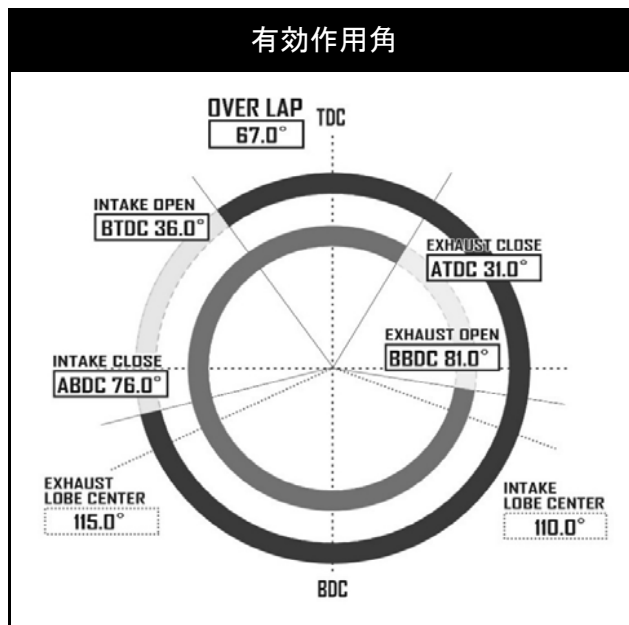 有効作用角
OVER LAP
67.0°
TDC
INTAKE OPEN
BTDC 36.0°
EXHAUST CLOSE
ATDC 31.0°
EXHAUST OPEN
BBDC 81.0°
INTAKE CLOSE
ABDC 76.0°
EXHAUST
LOBE CENTER
115.0°
INTAKE
LOBE CENTER
110.0°
BDC